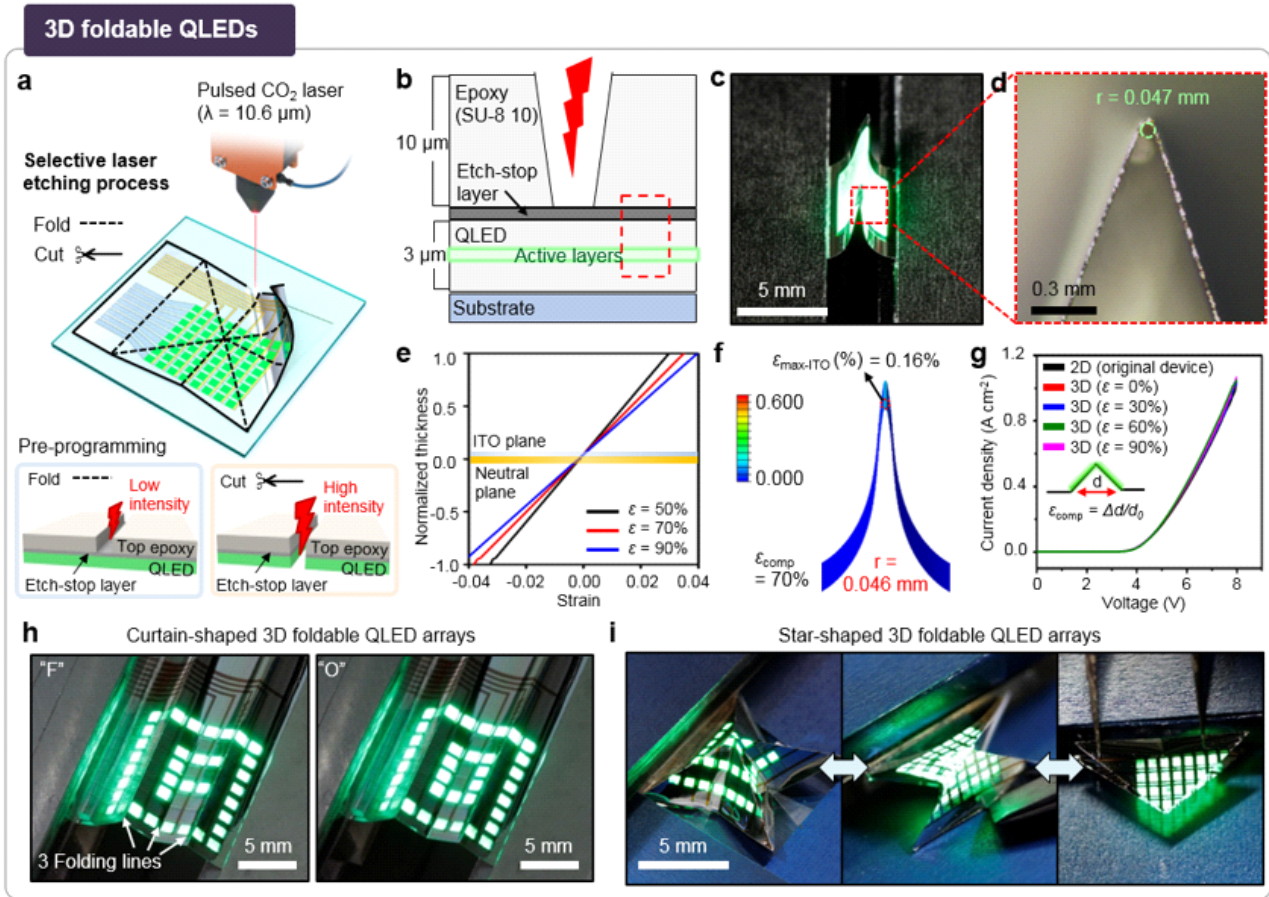 3D foldable QLEDs
a
Pulsed CO₂ laser
(λ = 10.6 μm)
Selective laser
etching process
Fold
Cut
Pre-programming
Fold
Low
intensity
Top epoxy
QLED
Etch-stop layer
Cut
High
intensity
Top epoxy
QLED
Etch-stop layer
b
Epoxy
(SU-8 10)
10 μm
Etch-stop
layer
QLED
3 μm
Active layers
Substrate
c
5 mm
d
r = 0.047 mm
0.3 mm
e
Normalized thickness
1.0
0.5
0.0
-0.5
-1.0
ITO plane
Neutral
plane
ε = 50%
ε = 70%
ε = 90%
-0.04 -0.02 0.00 0.02 0.04
Strain
f
εmax-ITO (%) = 0.16%
0.600
0.000
εcomp
= 70%
r =
0.046 mm
g
Current density (A cm⁻²)
1.2
0.8
0.4
0.0
2D (original device)
3D (ε = 0%)
3D (ε = 30%)
3D (ε = 60%)
3D (ε = 90%)
d
εcomp = Δd/d₀
0 2 4 6 8
Voltage (V)
h
Curtain-shaped 3D foldable QLED arrays
"F"
3 Folding lines
5 mm
"O"
5 mm
i
Star-shaped 3D foldable QLED arrays
5 mm